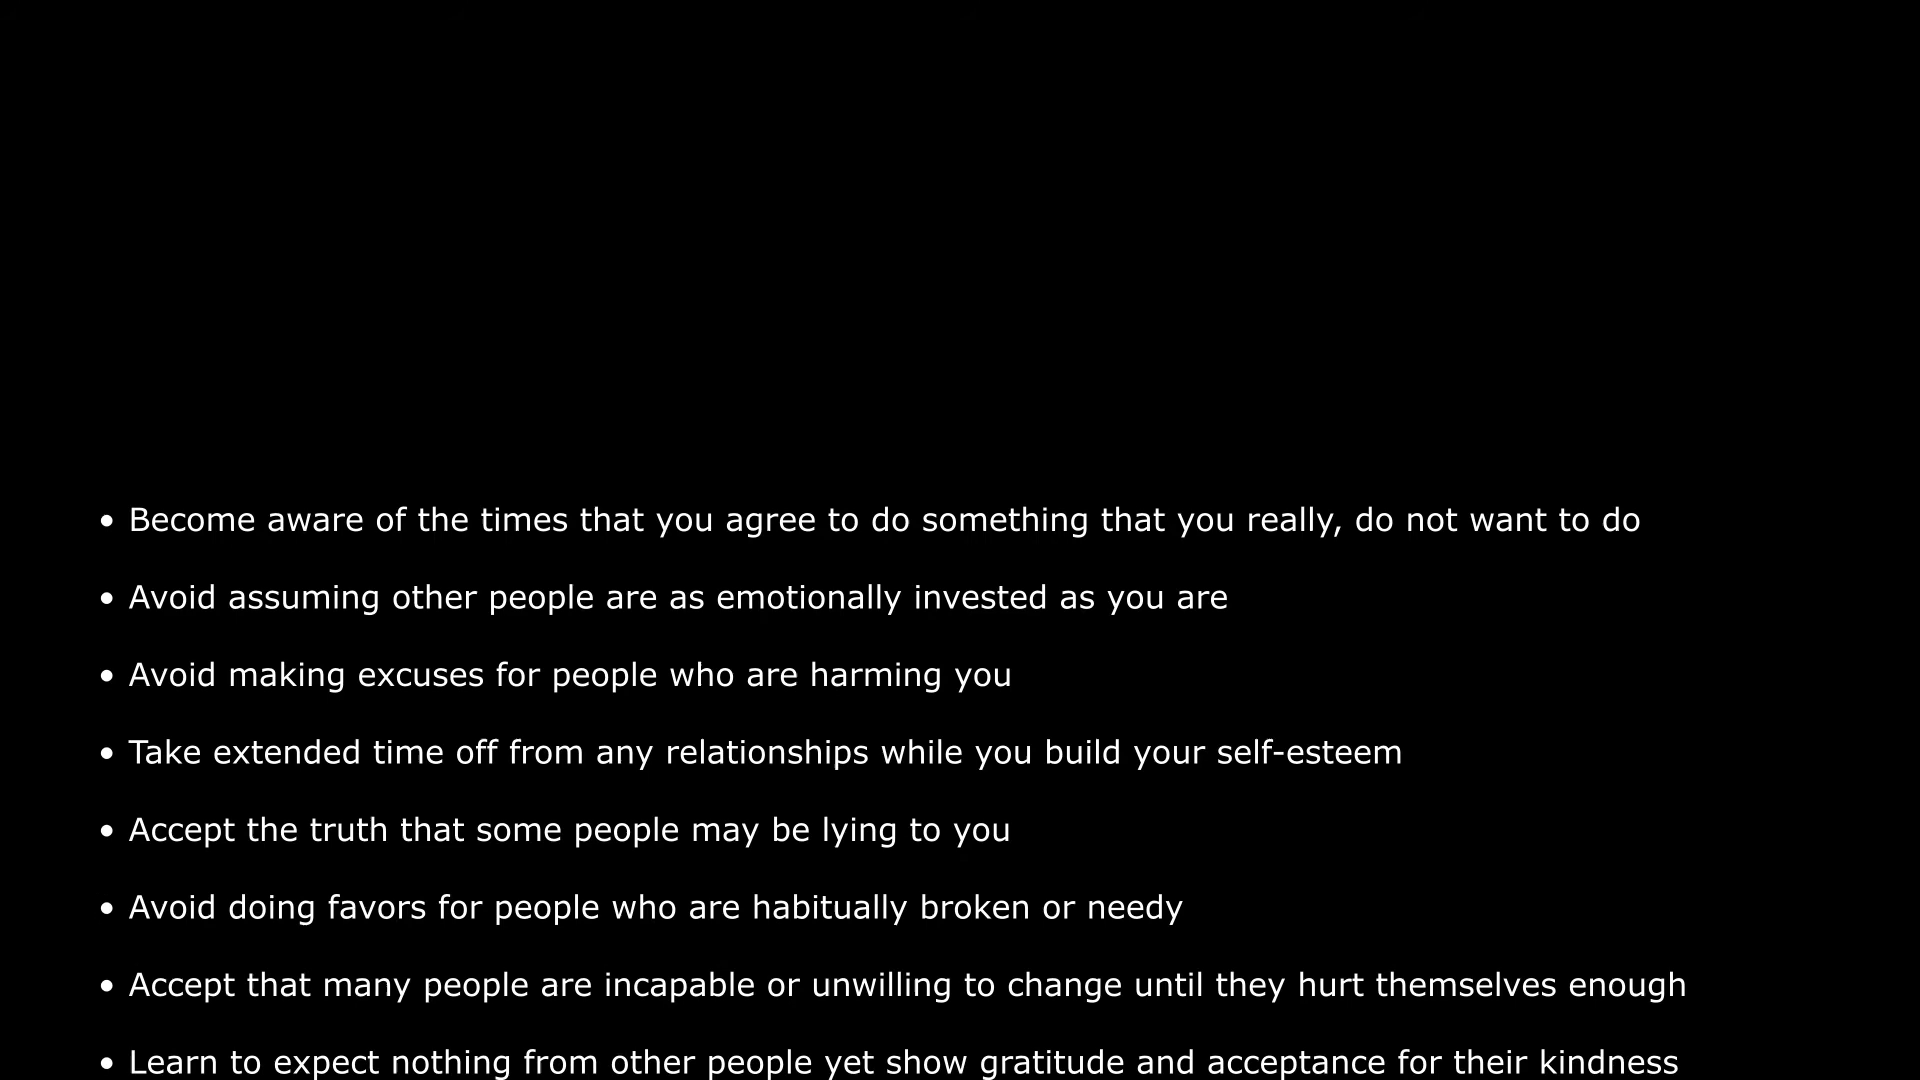 • Become aware of the times that you agree to do something that you really, do not want to do
• Avoid assuming other people are as emotionally invested as you are
• Avoid making excuses for people who are harming you
• Take extended time off from any relationships while you build your self-esteem
• Accept the truth that some people may be lying to you
• Avoid doing favors for people who are habitually broken or needy
• Accept that many people are incapable or unwilling to change until they hurt themselves enough
• Learn to expect nothing from other people yet show gratitude and acceptance for their kindness